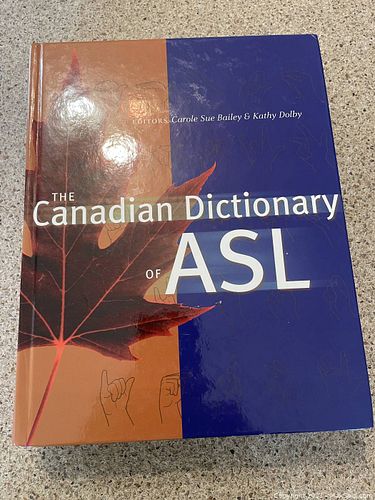 EDITORS Carole Sue Bailey & Kathy Dolby
THE
Canadian Dictionary
OF ASL